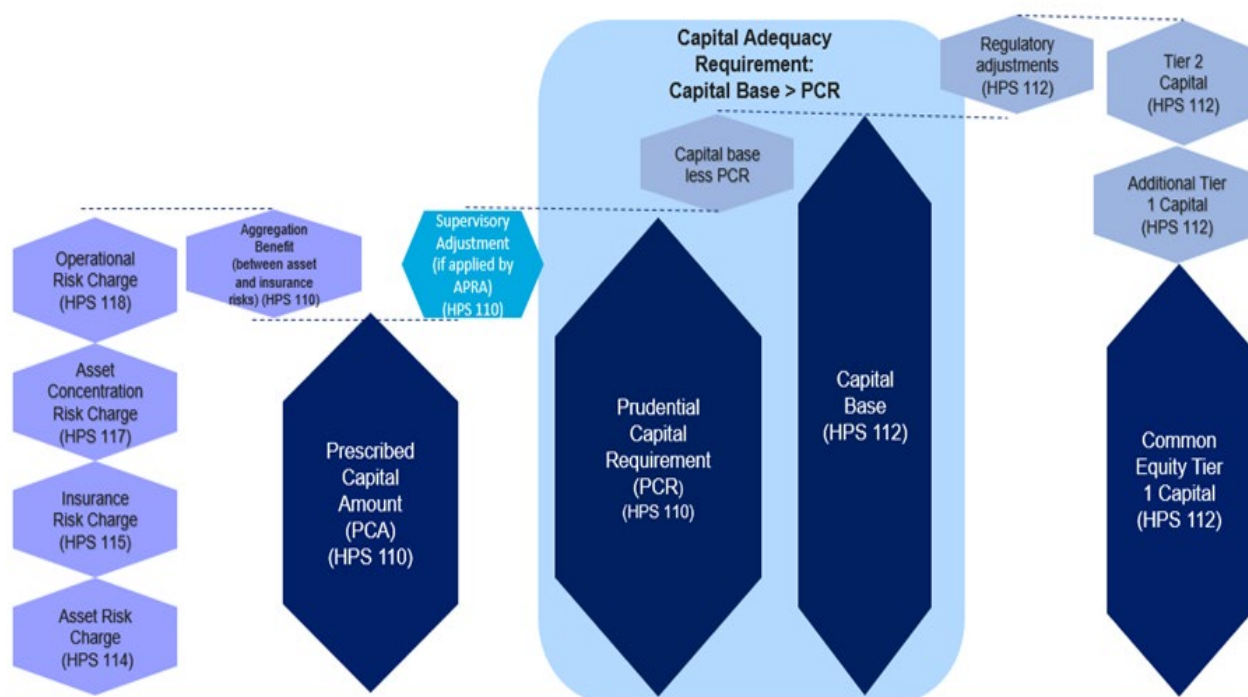 Capital Adequacy
Requirement:
Capital Base > PCR
Regulatory
adjustments
(HPS 112)
Tier 2
Capital
(HPS 112)
Capital base
less PCR
Additional Tier
1 Capital
(HPS 112)
Operational
Risk Charge
(HPS 118)
Aggregation
Benefit
(between asset
and insurance
risks) (HPS 110)
Supervisory
Adjustment
(if applied by
APRA)
(HPS 110)
Asset
Concentration
Risk Charge
(HPS 117)
Insurance
Risk Charge
(HPS 115)
Asset Risk
Charge
(HPS 114)
Prescribed
Capital
Amount
(PCA)
(HPS 110)
Prudential
Capital
Requirement
(PCR)
(HPS 110)
Capital
Base
(HPS 112)
Common
Equity Tier
1 Capital
(HPS 112)